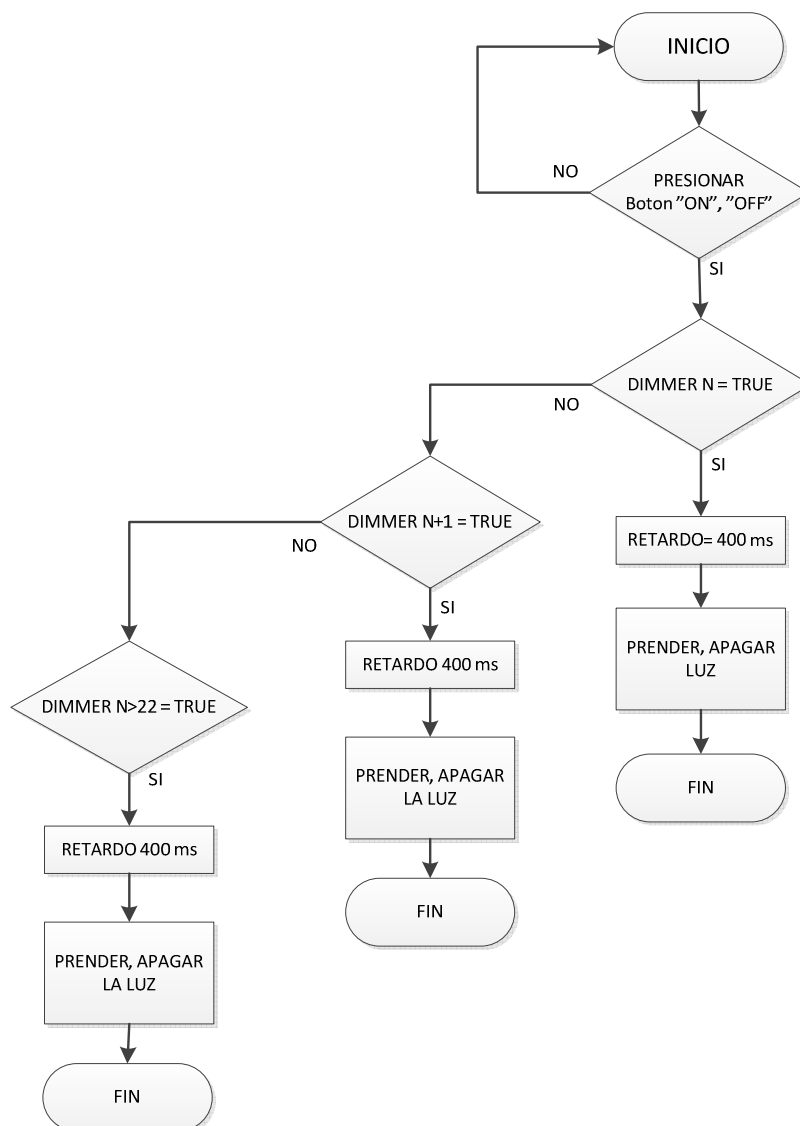 INICIO
NO
PRESIONAR
Boton "ON", "OFF"
SI
DIMMER N = TRUE
NO
SI
DIMMER N+1 = TRUE
RETARDO= 400 ms
NO
SI
PRENDER, APAGAR
LUZ
RETARDO 400 ms
DIMMER N>22 = TRUE
SI
PRENDER, APAGAR
LA LUZ
FIN
RETARDO 400 ms
FIN
PRENDER, APAGAR
LA LUZ
FIN